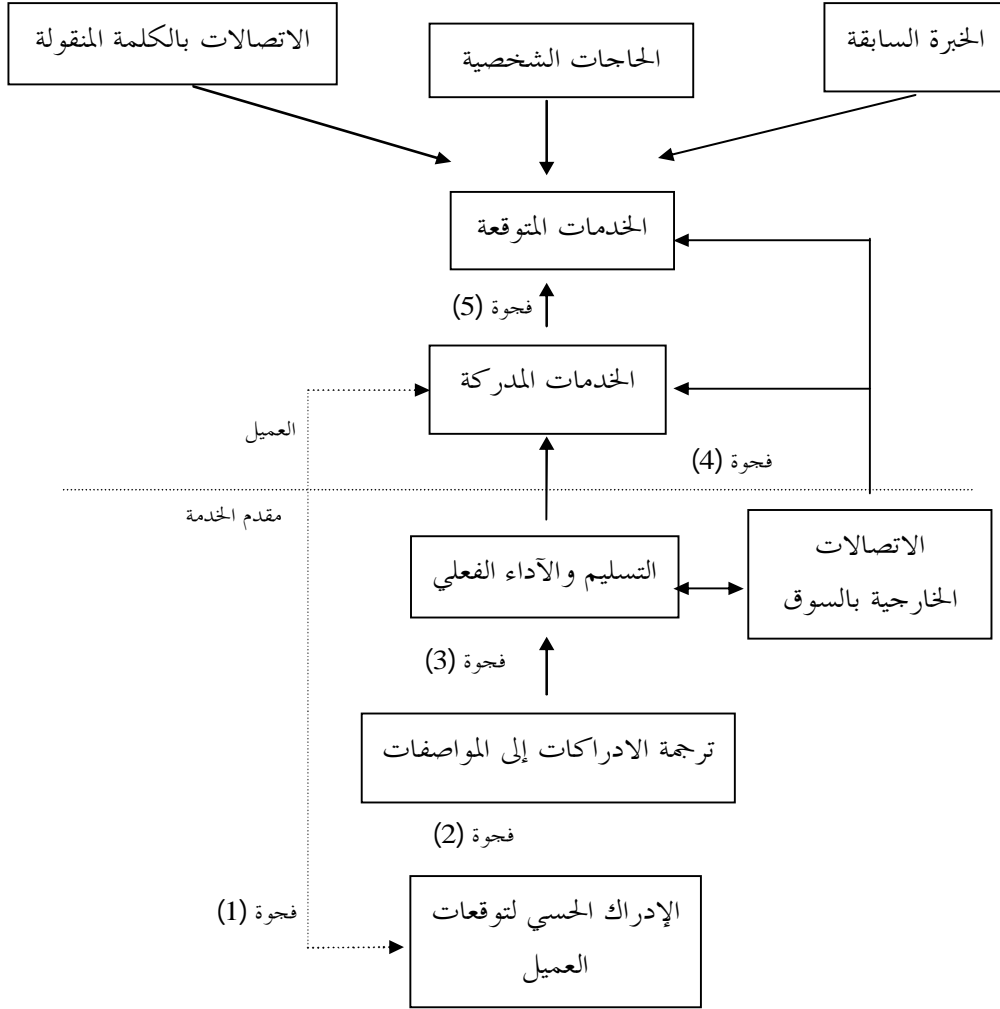 الخبرة السابقة
الحاجات الشخصية
الاتصالات بالكلمة المنقولة
الخدمات المتوقعة
فجوة (5)
الخدمات المدركة
العميل
فجوة (4)
مقدم الخدمة
الاتصالات
الخارجية بالسوق
التسليم والآداء الفعلي
فجوة (3)
ترجمة الادراكات إلى المواصفات
فجوة (2)
الإدراك الحسي لتوقعات
العميل
فجوة (1)